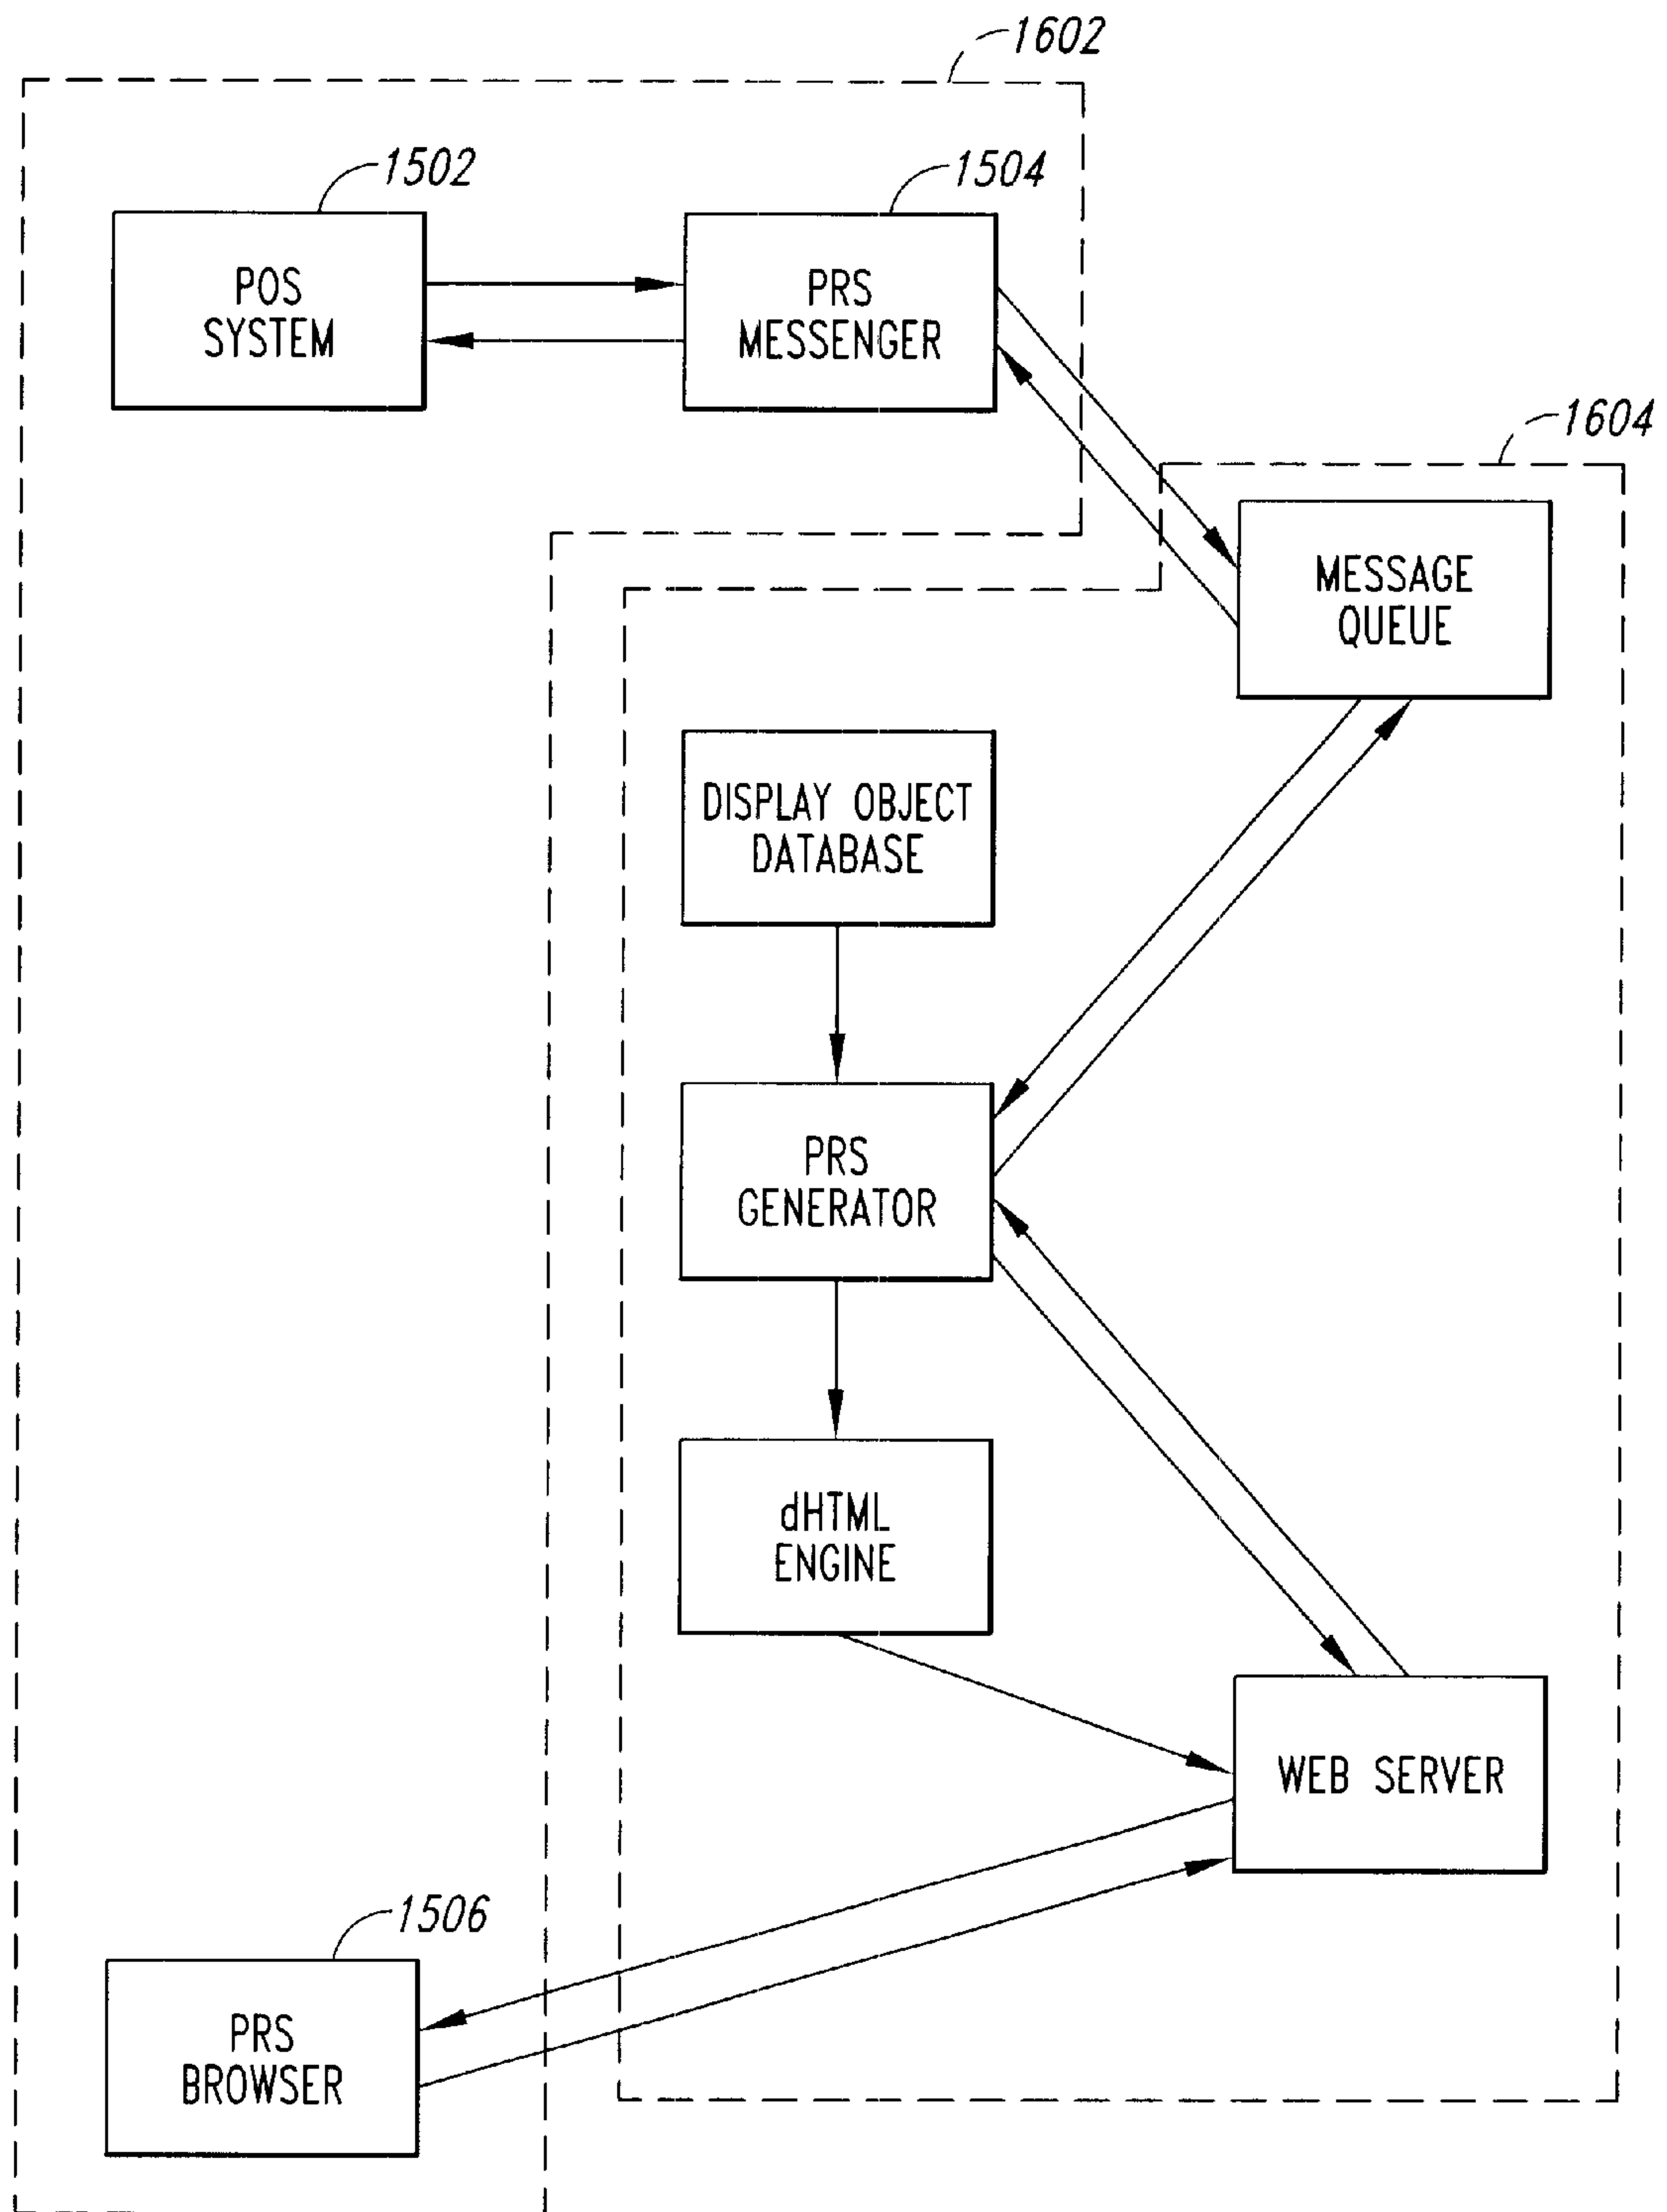 1602
1502
1504
POS
SYSTEM
PRS
MESSENGER
1604
MESSAGE
QUEUE
DISPLAY OBJECT
DATABASE
PRS
GENERATOR
dHTML
ENGINE
WEB SERVER
1506
PRS
BROWSER